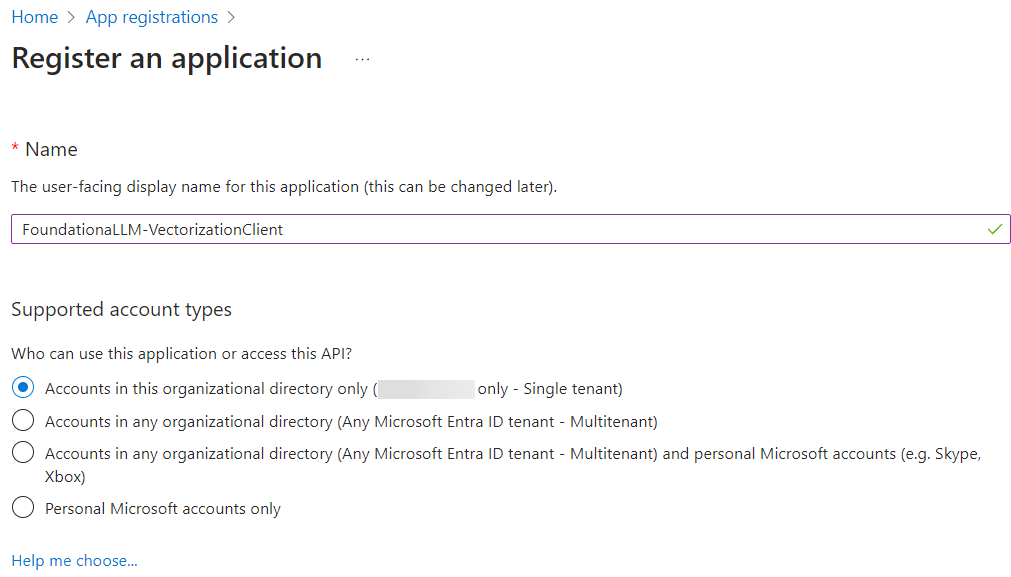 Home > App registrations >
Register an application ...
* Name
The user-facing display name for this application (this can be changed later).
FoundationaLLM-VectorizationClient
Supported account types
Who can use this application or access this API?
Accounts in this organizational directory only ( only - Single tenant)
Accounts in any organizational directory (Any Microsoft Entra ID tenant - Multitenant)
Accounts in any organizational directory (Any Microsoft Entra ID tenant - Multitenant) and personal Microsoft accounts (e.g. Skype,
Xbox)
Personal Microsoft accounts only
Help me choose...